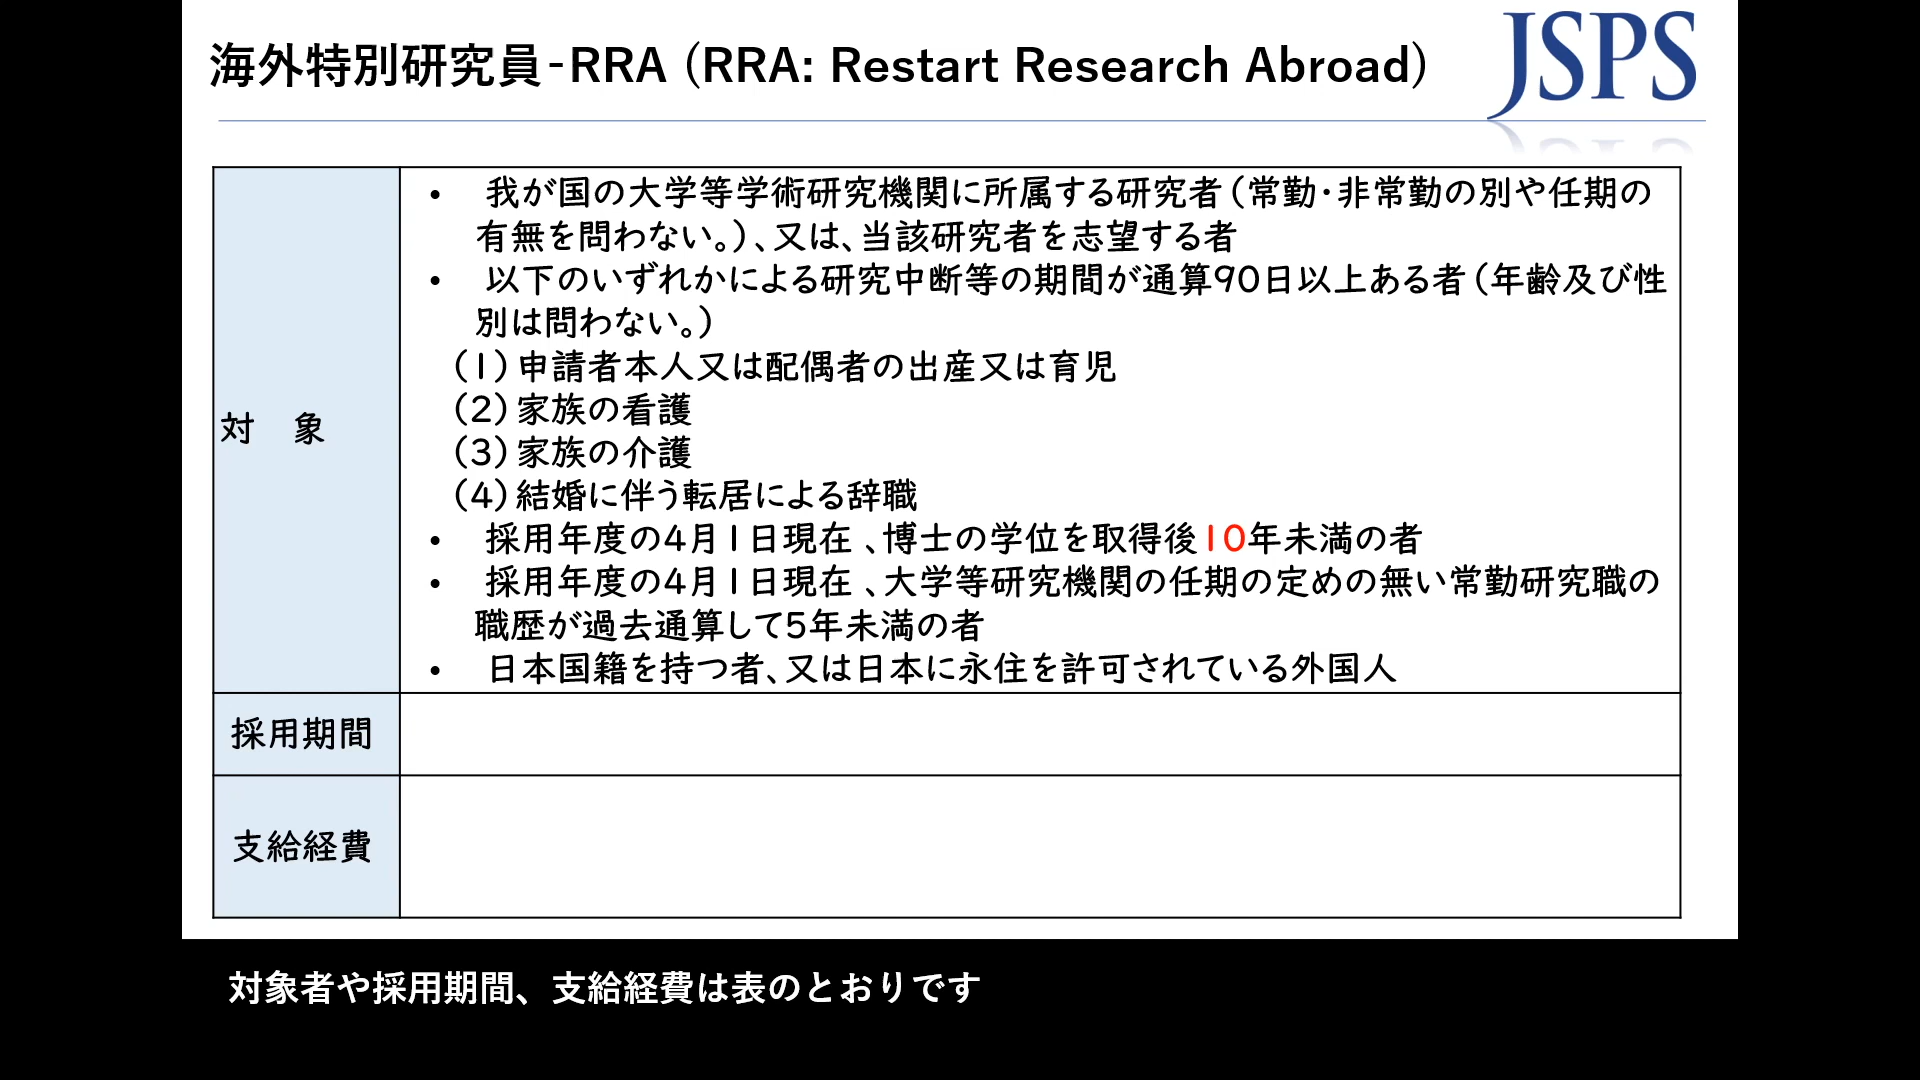 海外特別研究員-RRA (RRA: Restart Research Abroad)
JSPS
対　象
• 我が国の大学等学術研究機関に所属する研究者（常勤・非常勤の別や任期の
有無を問わない。）、又は、当該研究者を志望する者
• 以下のいずれかによる研究中断等の期間が通算90日以上ある者（年齢及び性
別は問わない。）
（1）申請者本人又は配偶者の出産又は育児
（2）家族の看護
（3）家族の介護
（4）結婚に伴う転居による辞職
• 採用年度の4月1日現在 、博士の学位を取得後10年未満の者
• 採用年度の4月1日現在 、大学等研究機関の任期の定めの無い常勤研究職の
職歴が過去通算して5年未満の者
• 日本国籍を持つ者、又は日本に永住を許可されている外国人
採用期間
支給経費
対象者や採用期間、支給経費は表のとおりです